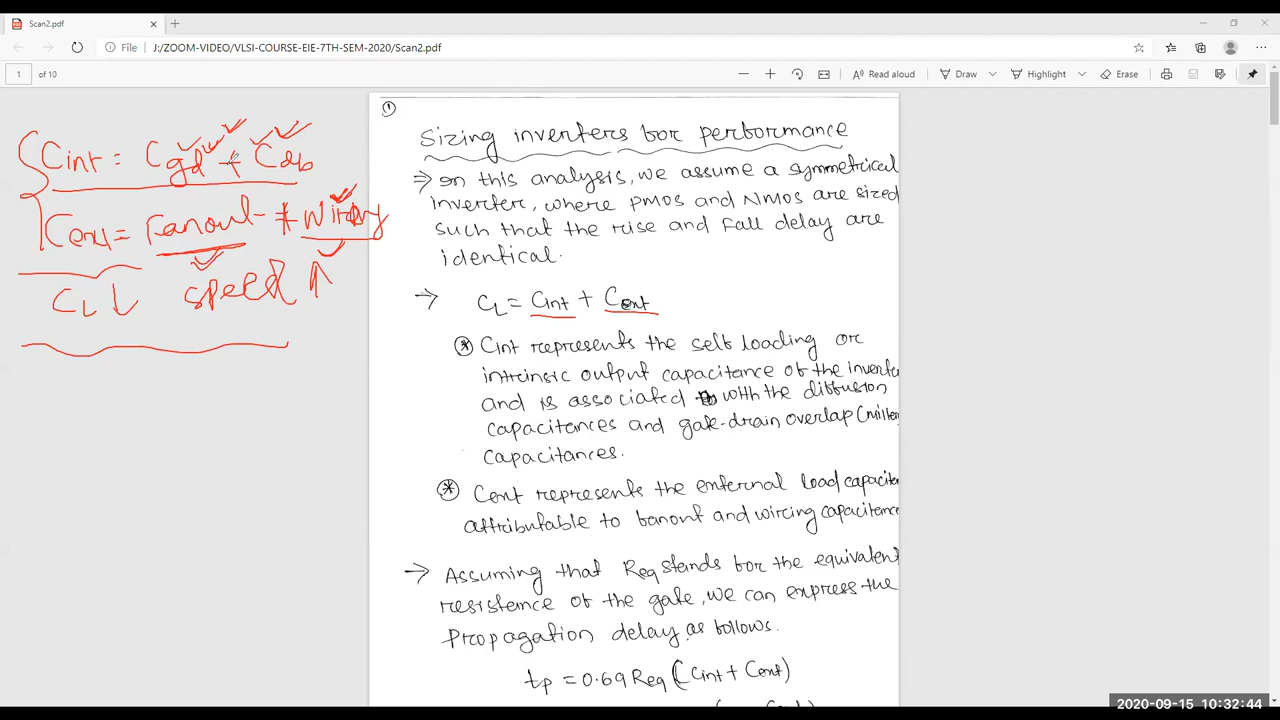 Scan2.pdf
File J:/ZOOM-VIDEO/VLSI-COURSE-EIE-7TH-SEM-2020/Scan2.pdf
1 of 10
Read aloud Draw Highlight Erase
Cint = Cgd + Cdb
Cext = Fanout + Wiring
CL ↓ speed ↑
①
Sizing inverters for performance
⇒ In this analysis, we assume a symmetrical
inverter, where PMOS and NMOS are sized
such that the rise and Fall delay are
identical.
→ CL = Cint + Cext
* Cint represents the self loading or
intrinsic output capacitance of the inverte
and is associated with the diffusion
capacitances and gate-drain overlap (miller
capacitances.
* Cext represents the external load capacita
attributable to fanout and wiring capacitance
→ Assuming that Req stands for the equivalent
resistance of the gate, we can express the
Propagation delay as follows.
tp = 0.69 Req (Cint + Cext)
2020-09-15 10:32:44